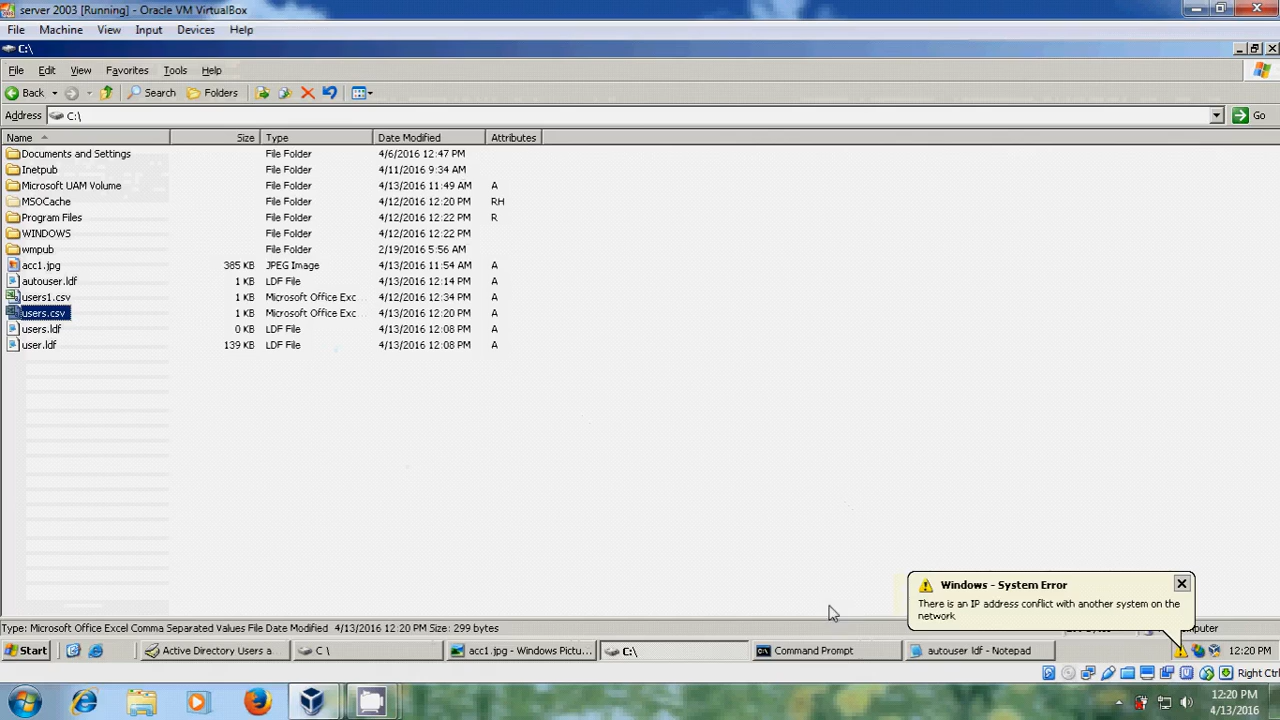 server 2003 [Running] - Oracle VM VirtualBox
File Machine View Input Devices Help
C:\
File Edit View Favorites Tools Help
Back Search Folders
Address C:\ Go
Name Size Type Date Modified Attributes
Documents and Settings File Folder 4/6/2016 12:47 PM
Inetpub File Folder 4/11/2016 9:34 AM
Microsoft UAM Volume File Folder 4/13/2016 11:49 AM A
MSOCache File Folder 4/12/2016 12:20 PM RH
Program Files File Folder 4/12/2016 12:22 PM R
WINDOWS File Folder 4/12/2016 12:22 PM
wmpub File Folder 2/19/2016 5:56 AM
acc1.jpg 385 KB JPEG Image 4/13/2016 11:54 AM A
autouser.ldf 1 KB LDF File 4/13/2016 12:14 PM A
users1.csv 1 KB Microsoft Office Exc 4/12/2016 12:34 PM A
users.csv 1 KB Microsoft Office Exc 4/13/2016 12:20 PM A
users.ldf 0 KB LDF File 4/13/2016 12:08 PM A
user.ldf 139 KB LDF File 4/13/2016 12:08 PM A
Windows - System Error
There is an IP address conflict with another system on the
network
Type: Microsoft Office Excel Comma Separated Values File Date Modified 4/13/2016 12:20 PM Size: 299 bytes
Start Active Directory Users a... C \ acc1.jpg - Windows Pictu... C:\ Command Prompt autouser ldf - Notepad 12:20 PM
Right Ctrl
12:20 PM
4/13/2016